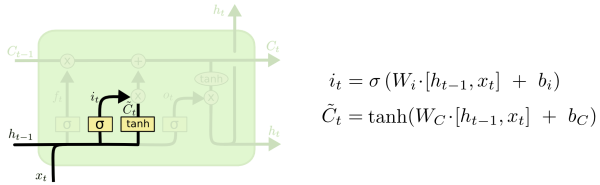 h_t
C_{t-1}
C_t
tanh
f_t
i_t
C̃_t
o_t
σ
σ
tanh
σ
h_{t-1}
h_t
x_t
i_t = σ (W_i·[h_{t-1}, x_t] + b_i)
C̃_t = tanh(W_C·[h_{t-1}, x_t] + b_C)